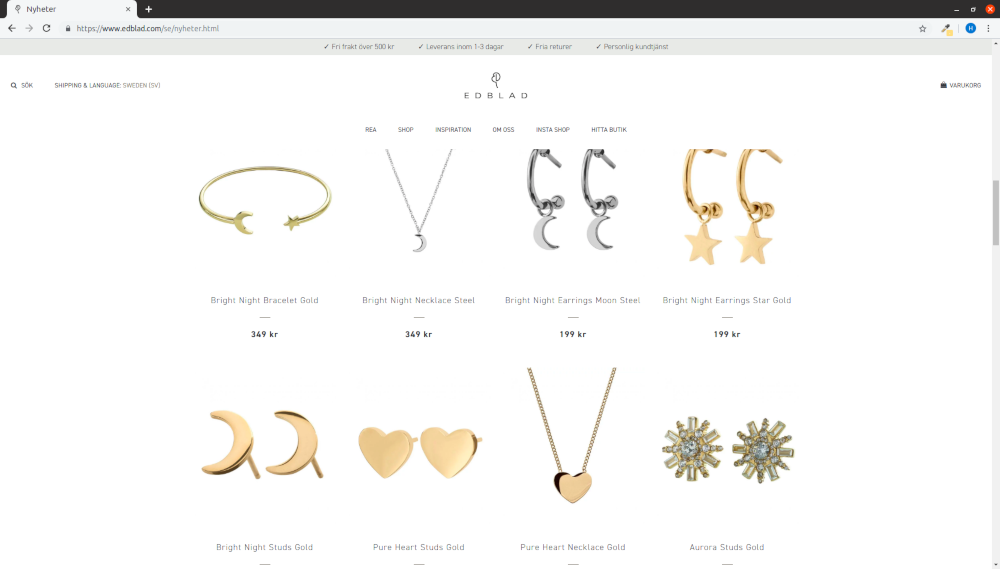 Nyheter
https://www.edblad.com/se/nyheter.html
H
✓ Fri frakt över 500 kr ✓ Leverans inom 1-3 dagar ✓ Fria returer ✓ Personlig kundtjänst
SÖK SHIPPING & LANGUAGE: SWEDEN (SV) EDBLAD VARUKORG
REA SHOP INSPIRATION OM OSS INSTA SHOP HITTA BUTIK
Bright Night Bracelet Gold Bright Night Necklace Steel Bright Night Earrings Moon Steel Bright Night Earrings Star Gold
349 kr 349 kr 199 kr 199 kr
Bright Night Studs Gold Pure Heart Studs Gold Pure Heart Necklace Gold Aurora Studs Gold